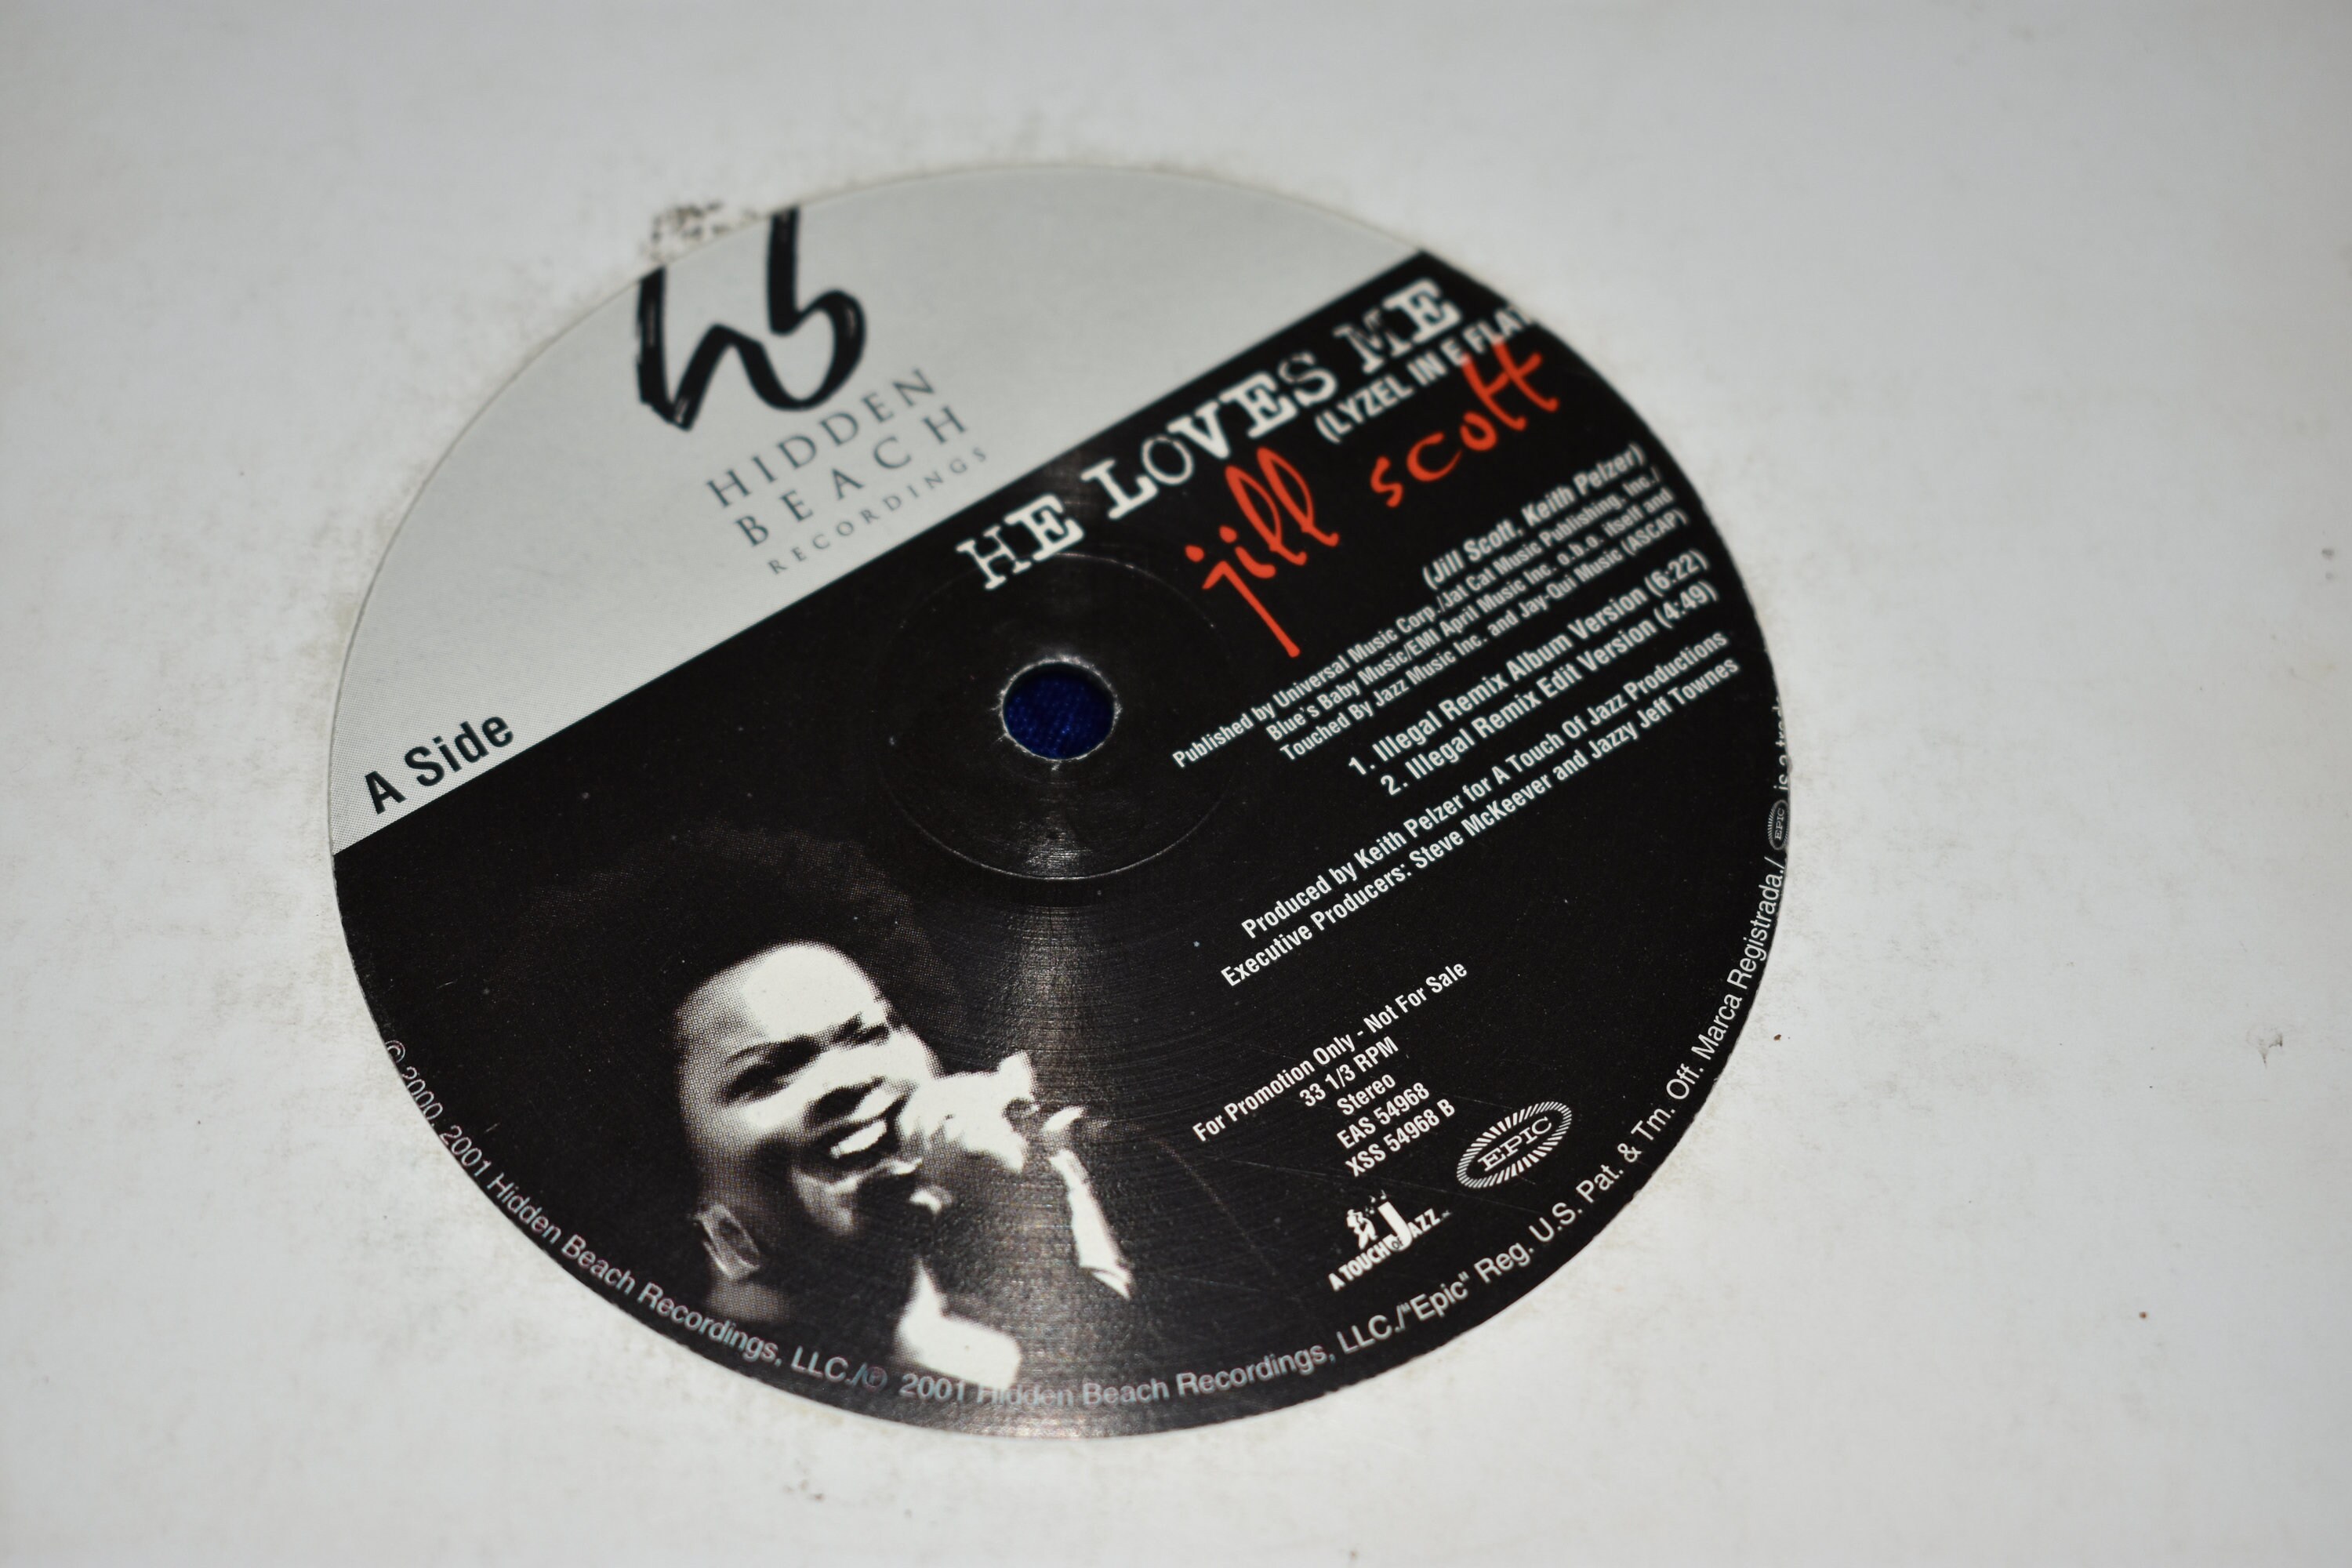 hb
HIDDEN
BEACH
RECORDINGS
A Side
HE LOVES ME
(LYZEL IN E FLAT
jill scott
(Jill Scott, Keith Pelzer)
Published by Universal Music Corp./Jat Cat Music Publishing, Inc./
Blue's Baby Music/EMI April Music Inc. o.b.o. itself and
Touched By Jazz Music Inc. and Jay-Qui Music (ASCAP)
1. Illegal Remix Album Version (6:22)
2. Illegal Remix Edit Version (4:49)
Produced by Keith Pelzer for A Touch Of Jazz Productions
Executive Producers: Steve McKeever and Jazzy Jeff Townes
For Promotion Only - Not For Sale
33 1/3 RPM
Stereo
EAS 54968
XSS 54968 B
EPIC
A TOUCH OF JAZZ
© 2000, 2001 Hidden Beach Recordings, LLC./℗ 2001 Hidden Beach Recordings, LLC./"Epic" Reg. U.S. Pat. & Tm. Off. Marca Registrada./ EPIC is a